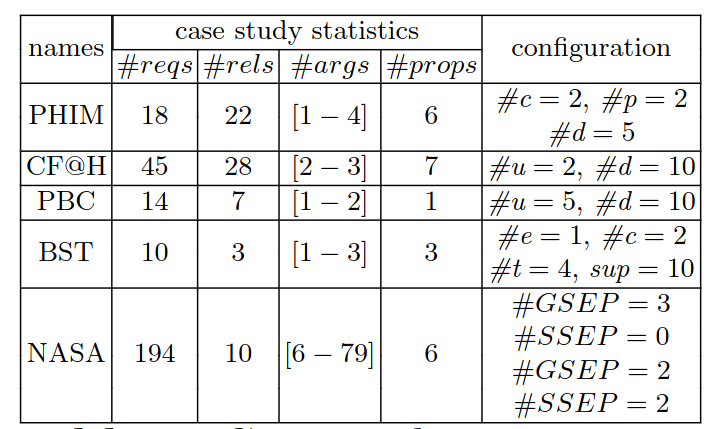 names case study statistics configuration
#reqs #rels #args #props
PHIM 18 22 [1 − 4] 6 #c = 2, #p = 2
#d = 5
CF@H 45 28 [2 − 3] 7 #u = 2, #d = 10
PBC 14 7 [1 − 2] 1 #u = 5, #d = 10
BST 10 3 [1 − 3] 3 #e = 1, #c = 2
#t = 4, sup = 10
NASA 194 10 [6 − 79] 6 #GSEP = 3
#SSEP = 0
#GSEP = 2
#SSEP = 2